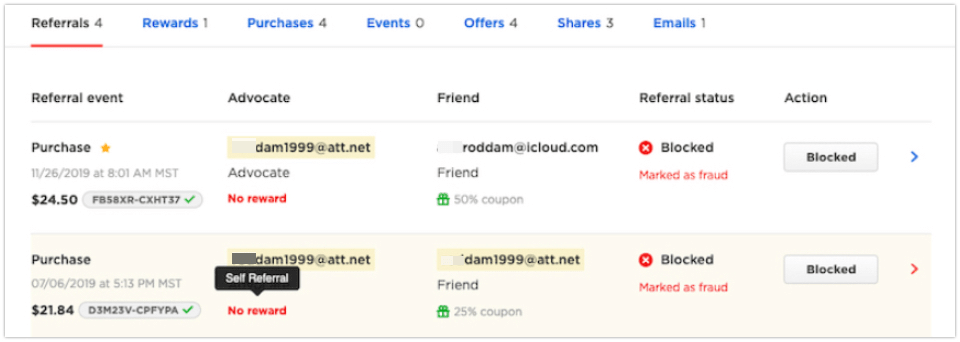 Referrals 4 Rewards 1 Purchases 4 Events 0 Offers 4 Shares 3 Emails 1
Referral event Advocate Friend Referral status Action
Purchase dam1999@att.net roddam@icloud.com Blocked Blocked
11/26/2019 at 8:01 AM MST Advocate Friend Marked as fraud
$24.50 FB58XR-CXHT37 No reward 50% coupon
Purchase dam1999@att.net dam1999@att.net Blocked Blocked
07/06/2019 at 5:13 PM MST Self Referral Friend Marked as fraud
$21.84 D3M23V-CPFYPA No reward 25% coupon